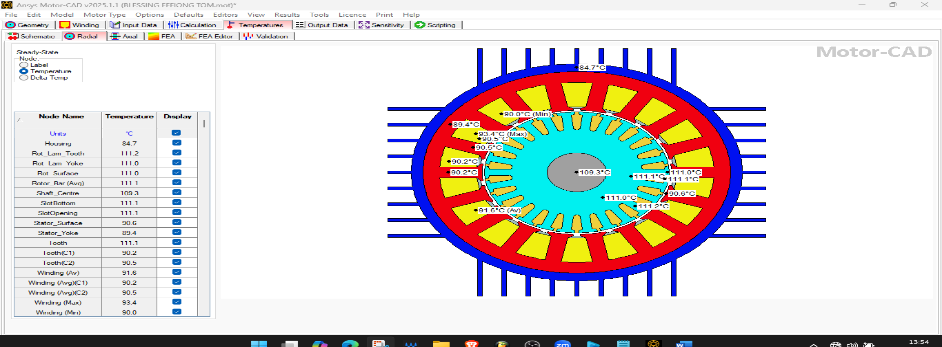 Ansys Motor-CAD v2025.1.1 (BLESSING EEBONG TOM.mot)*
File Edit Model Motor Type Options Defaults Editors View Results Tools Licence Print Help
Geometry Winding Input Data Calculation Temperatures Output Data Sensitivity Scripting
Schematic Radial Axial FEA FEA Editor Validation
Steady-State
Node:
Label
Temperature
Delta Temp
Node Name Temperature Display
Units °C
Housing 84.7
Rot_Lam_Tooth 111.2
Rot_Lam_Yoke 111.0
Rot_Surface 111.0
Rotor_Bar (Avg) 111.1
Shaft_Centre 109.3
SlotBottom 111.1
SlotOpening 111.1
Stator_Surface 90.6
Stator_Yoke 89.4
Tooth 111.1
Tooth(C1) 90.2
Tooth(C2) 90.5
Winding (Av) 91.6
Winding (Avg)(C1) 90.2
Winding (Avg)(C2) 90.5
Winding (Max) 93.4
Winding (Min) 90.0
Motor-CAD
84.7°C
90.0°C (Min)
89.4°C
93.4°C (Max)
90.5°C
90.5°C
90.2°C
90.2°C
109.3°C
111.1°C
111.0°C
111.1°C
90.6°C
111.0°C
111.2°C
91.6°C (Av)
zm
W
13:54